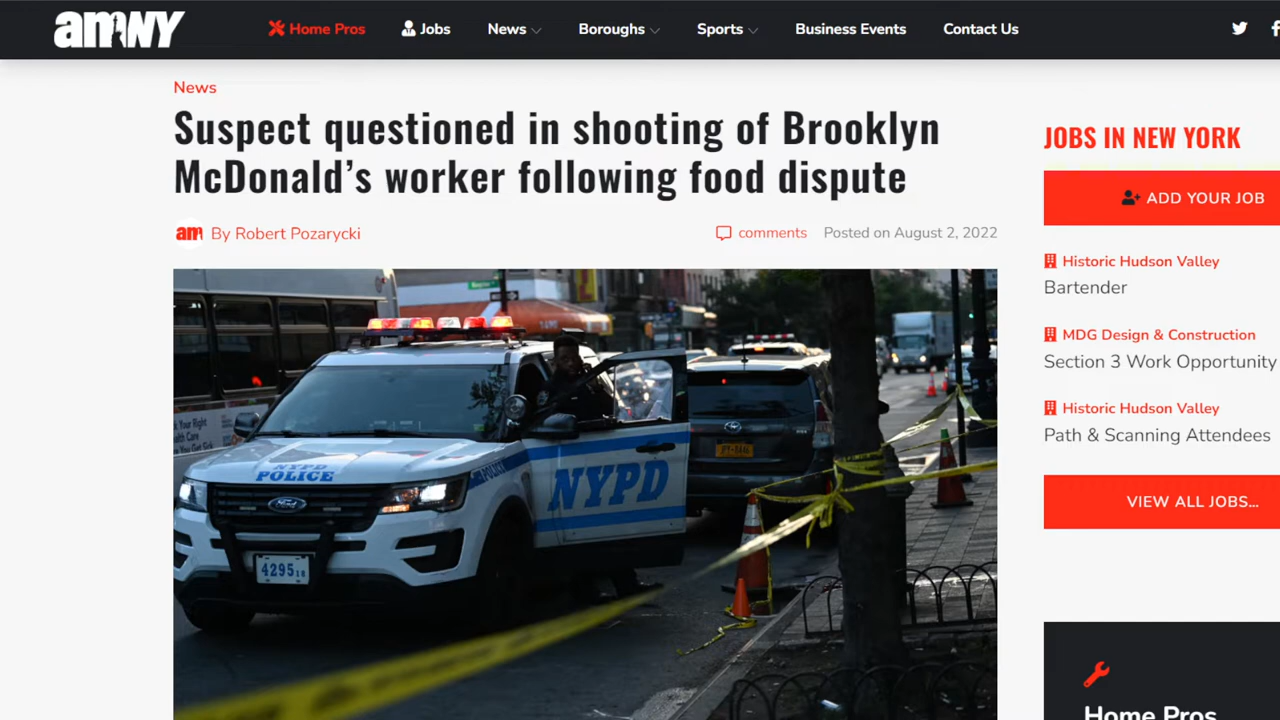 amNY
Home Pros
Jobs
News
Boroughs
Sports
Business Events
Contact Us
News
Suspect questioned in shooting of Brooklyn
McDonald’s worker following food dispute
am By Robert Pozarycki
comments
Posted on August 2, 2022
NYPD
POLICE
Ford
4295 18
POLICE
NYPD
JOBS IN NEW YORK
ADD YOUR JOB
Historic Hudson Valley
Bartender
MDG Design & Construction
Section 3 Work Opportunity
Historic Hudson Valley
Path & Scanning Attendees
VIEW ALL JOBS...
Home Pros